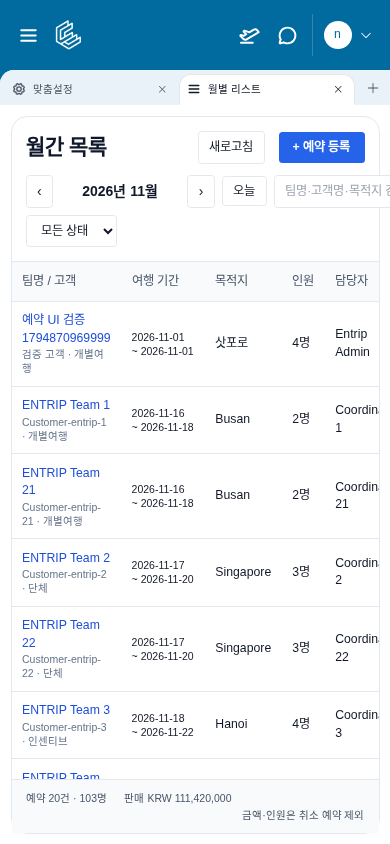 n
맞춤설정
월별 리스트
월간 목록
새로고침
+ 예약 등록
2026년 11월
오늘
팀명·고객명·목적지
모든 상태
팀명 / 고객 여행 기간 목적지 인원 담당자
예약 UI 검증
1794870969999
검증 고객 · 개별여
행
2026-11-01
~ 2026-11-01
삿포로
4명
Entrip
Admin
ENTRIP Team 1
Customer-entrip-1
· 개별여행
2026-11-16
~ 2026-11-18
Busan
2명
1
ENTRIP Team
21
Customer-entrip-
21 · 개별여행
2026-11-16
~ 2026-11-18
Busan
2명
21
ENTRIP Team 2
Customer-entrip-2
· 단체
2026-11-17
~ 2026-11-20
Singapore
3명
2
ENTRIP Team
22
Customer-entrip-
22 · 단체
2026-11-17
~ 2026-11-20
Singapore
3명
22
ENTRIP Team 3
Customer-entrip-3
· 인센티브
2026-11-18
~ 2026-11-22
Hanoi
4명
3
ENTRIP Team
예약 20건 · 103명 판매 KRW 111,420,000
금액·인원은 취소 예약 제외